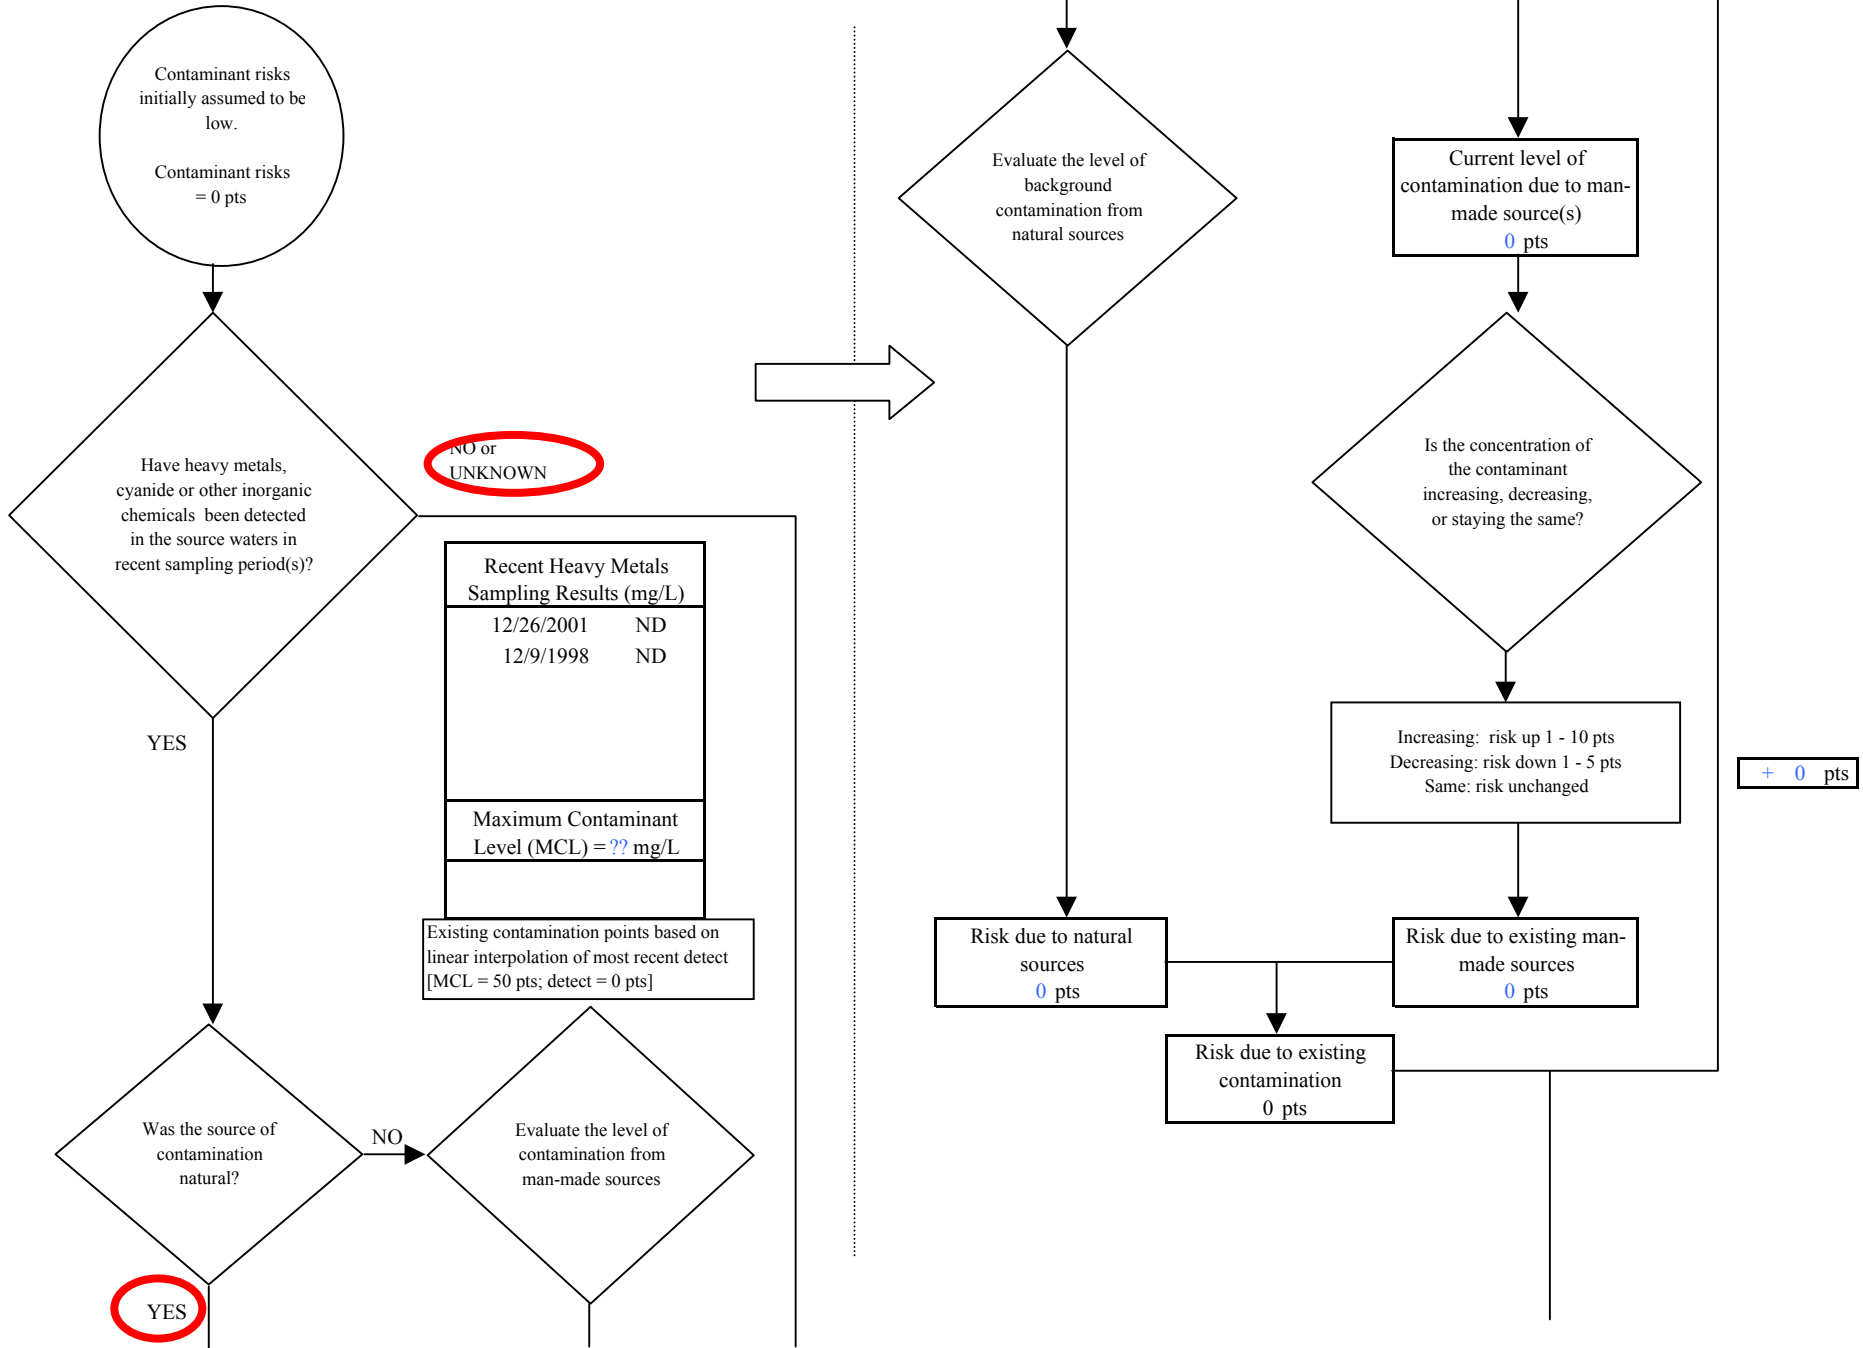 Contaminant risks
initially assumed to be
low.
Contaminant risks
= 0 pts
Have heavy metals,
cyanide or other inorganic
chemicals been detected
in the source waters in
recent sampling period(s)?
NO or
UNKNOWN
YES
Recent Heavy Metals
Sampling Results (mg/L)
12/26/2001 ND
12/9/1998 ND
Maximum Contaminant
Level (MCL) = ?? mg/L
Existing contamination points based on
linear interpolation of most recent detect
[MCL = 50 pts; detect = 0 pts]
Was the source of
contamination
natural?
NO
Evaluate the level of
contamination from
man-made sources
YES
Evaluate the level of
background
contamination from
natural sources
Current level of
contamination due to man-
made source(s)
0 pts
Is the concentration of
the contaminant
increasing, decreasing,
or staying the same?
Increasing: risk up 1 - 10 pts
Decreasing: risk down 1 - 5 pts
Same: risk unchanged
+ 0 pts
Risk due to natural
sources
0 pts
Risk due to existing man-
made sources
0 pts
Risk due to existing
contamination
0 pts